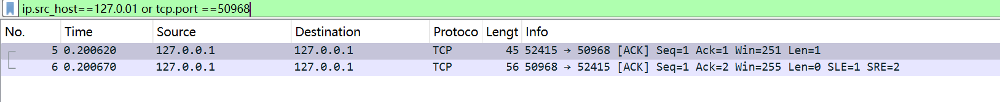 ip.src_host==127.0.01 or tcp.port ==50968
No. Time Source Destination Protoco Lengt Info
5 0.200620 127.0.0.1 127.0.0.1 TCP 45 52415 → 50968 [ACK] Seq=1 Ack=1 Win=251 Len=1
6 0.200670 127.0.0.1 127.0.0.1 TCP 56 50968 → 52415 [ACK] Seq=1 Ack=2 Win=255 Len=0 SLE=1 SRE=2